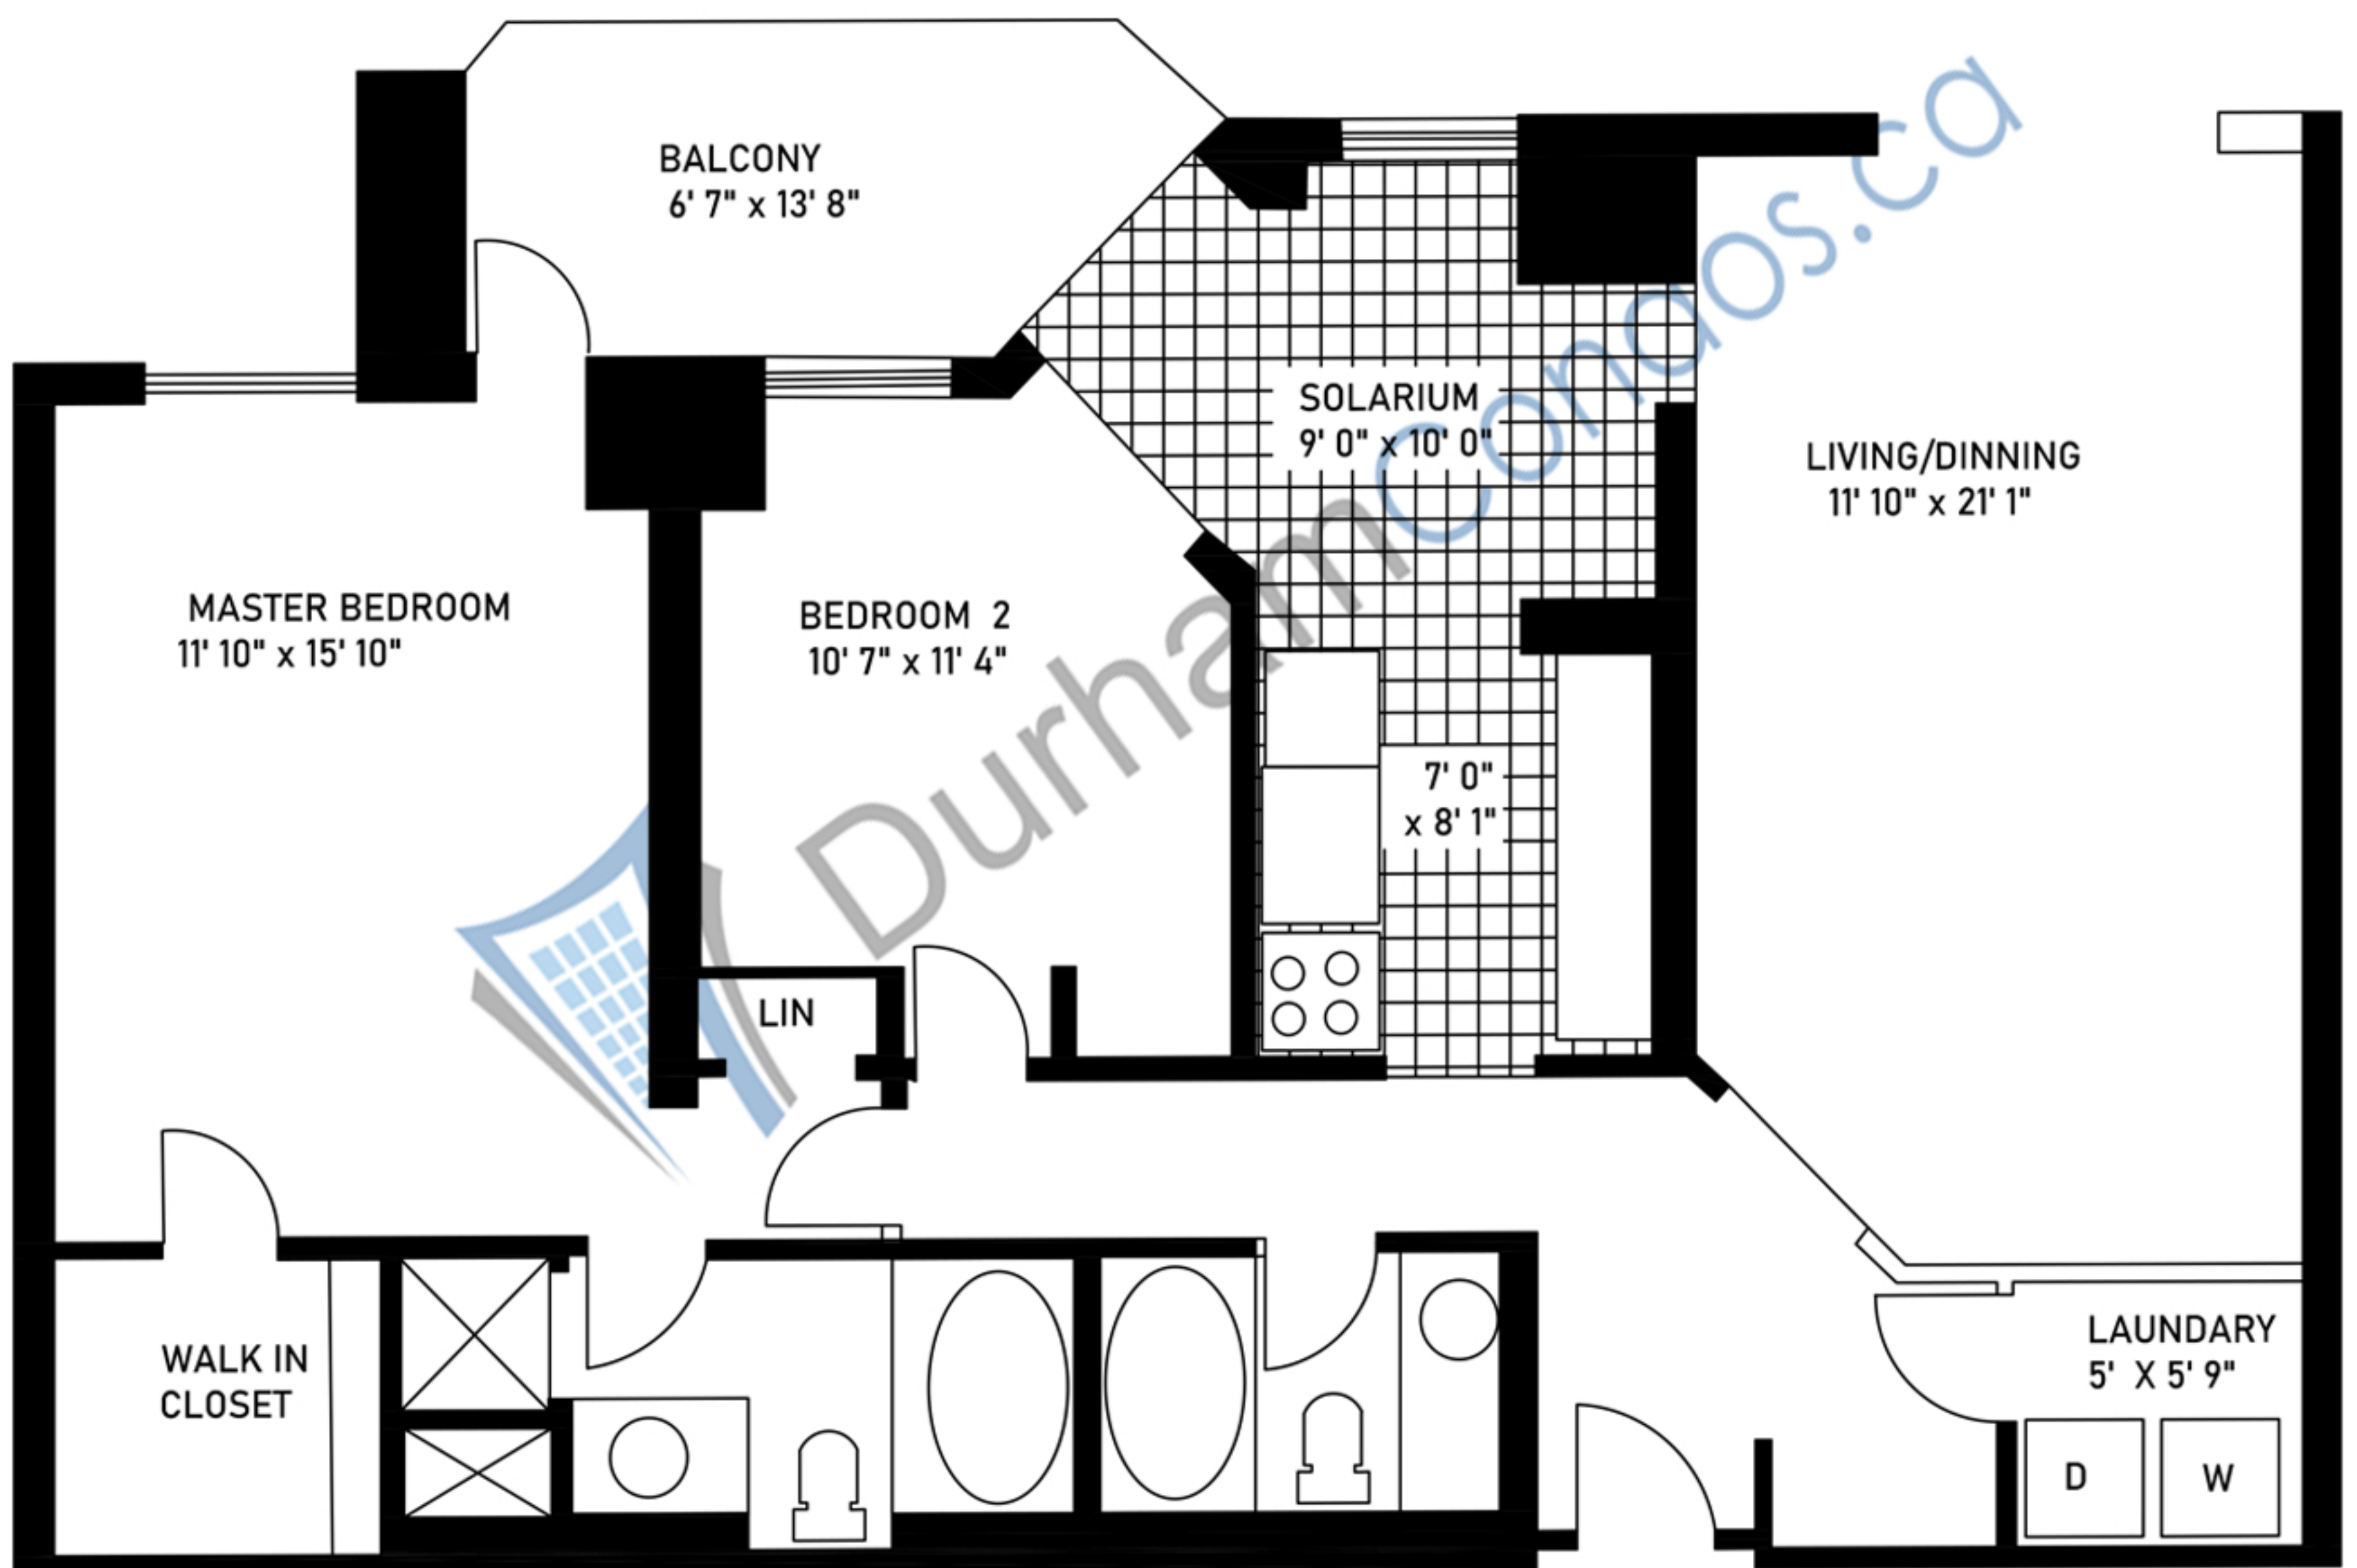 BALCONY
6' 7" x 13' 8"
SOLARIUM
9' 0" x 10' 0"
LIVING/DINNING
11' 10" x 21' 1"
MASTER BEDROOM
11' 10" x 15' 10"
BEDROOM 2
10' 7" x 11' 4"
DurhamCondos.ca
7' 0"
x 8' 1"
LIN
WALK IN
CLOSET
LAUNDARY
5' X 5' 9"
D
W